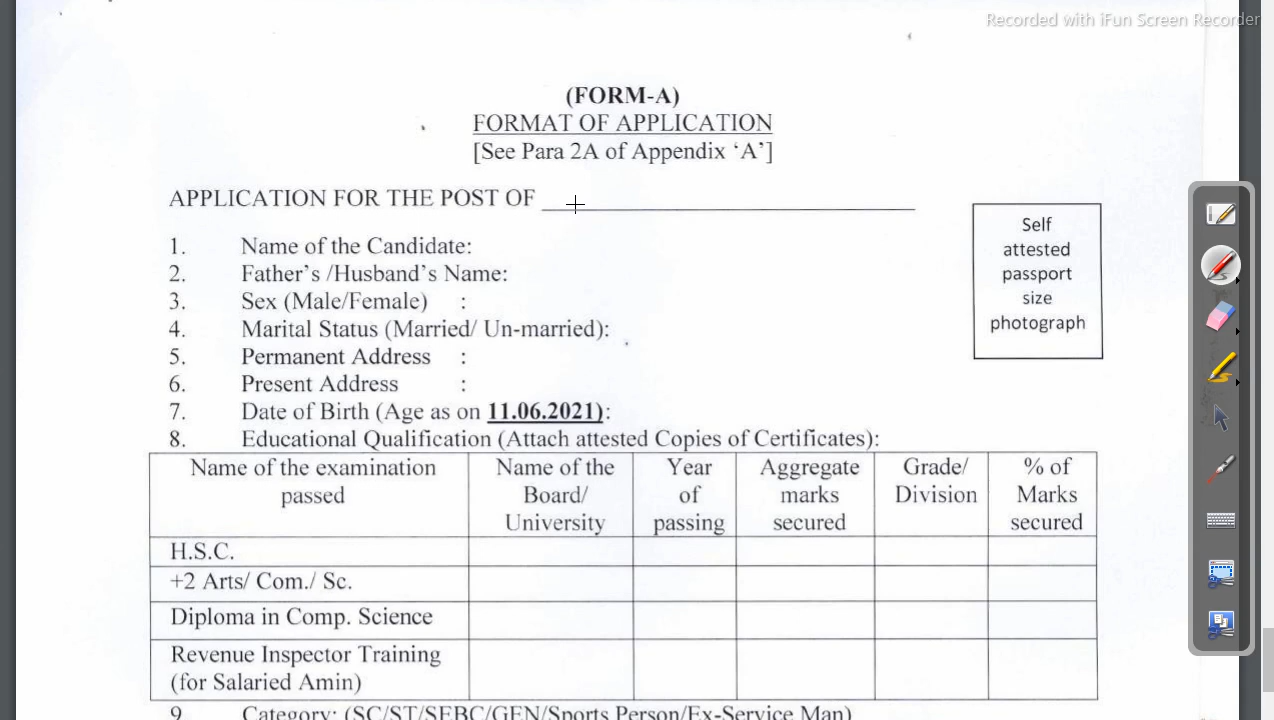 Recorded with iFun Screen Recorder
(FORM-A)
FORMAT OF APPLICATION
[See Para 2A of Appendix ‘A’]
APPLICATION FOR THE POST OF
Self
attested
passport
size
photograph
1. Name of the Candidate:
2. Father’s /Husband’s Name:
3. Sex (Male/Female) :
4. Marital Status (Married/ Un-married):
5. Permanent Address :
6. Present Address :
7. Date of Birth (Age as on 11.06.2021):
8. Educational Qualification (Attach attested Copies of Certificates):
Name of the examination passed | Name of the Board/ University | Year of passing | Aggregate marks secured | Grade/ Division | % of Marks secured
H.S.C.
+2 Arts/ Com./ Sc.
Diploma in Comp. Science
Revenue Inspector Training
(for Salaried Amin)
9. Category: (SC/ST/SEBC/GEN/Sports Person/Ex-Service Man)